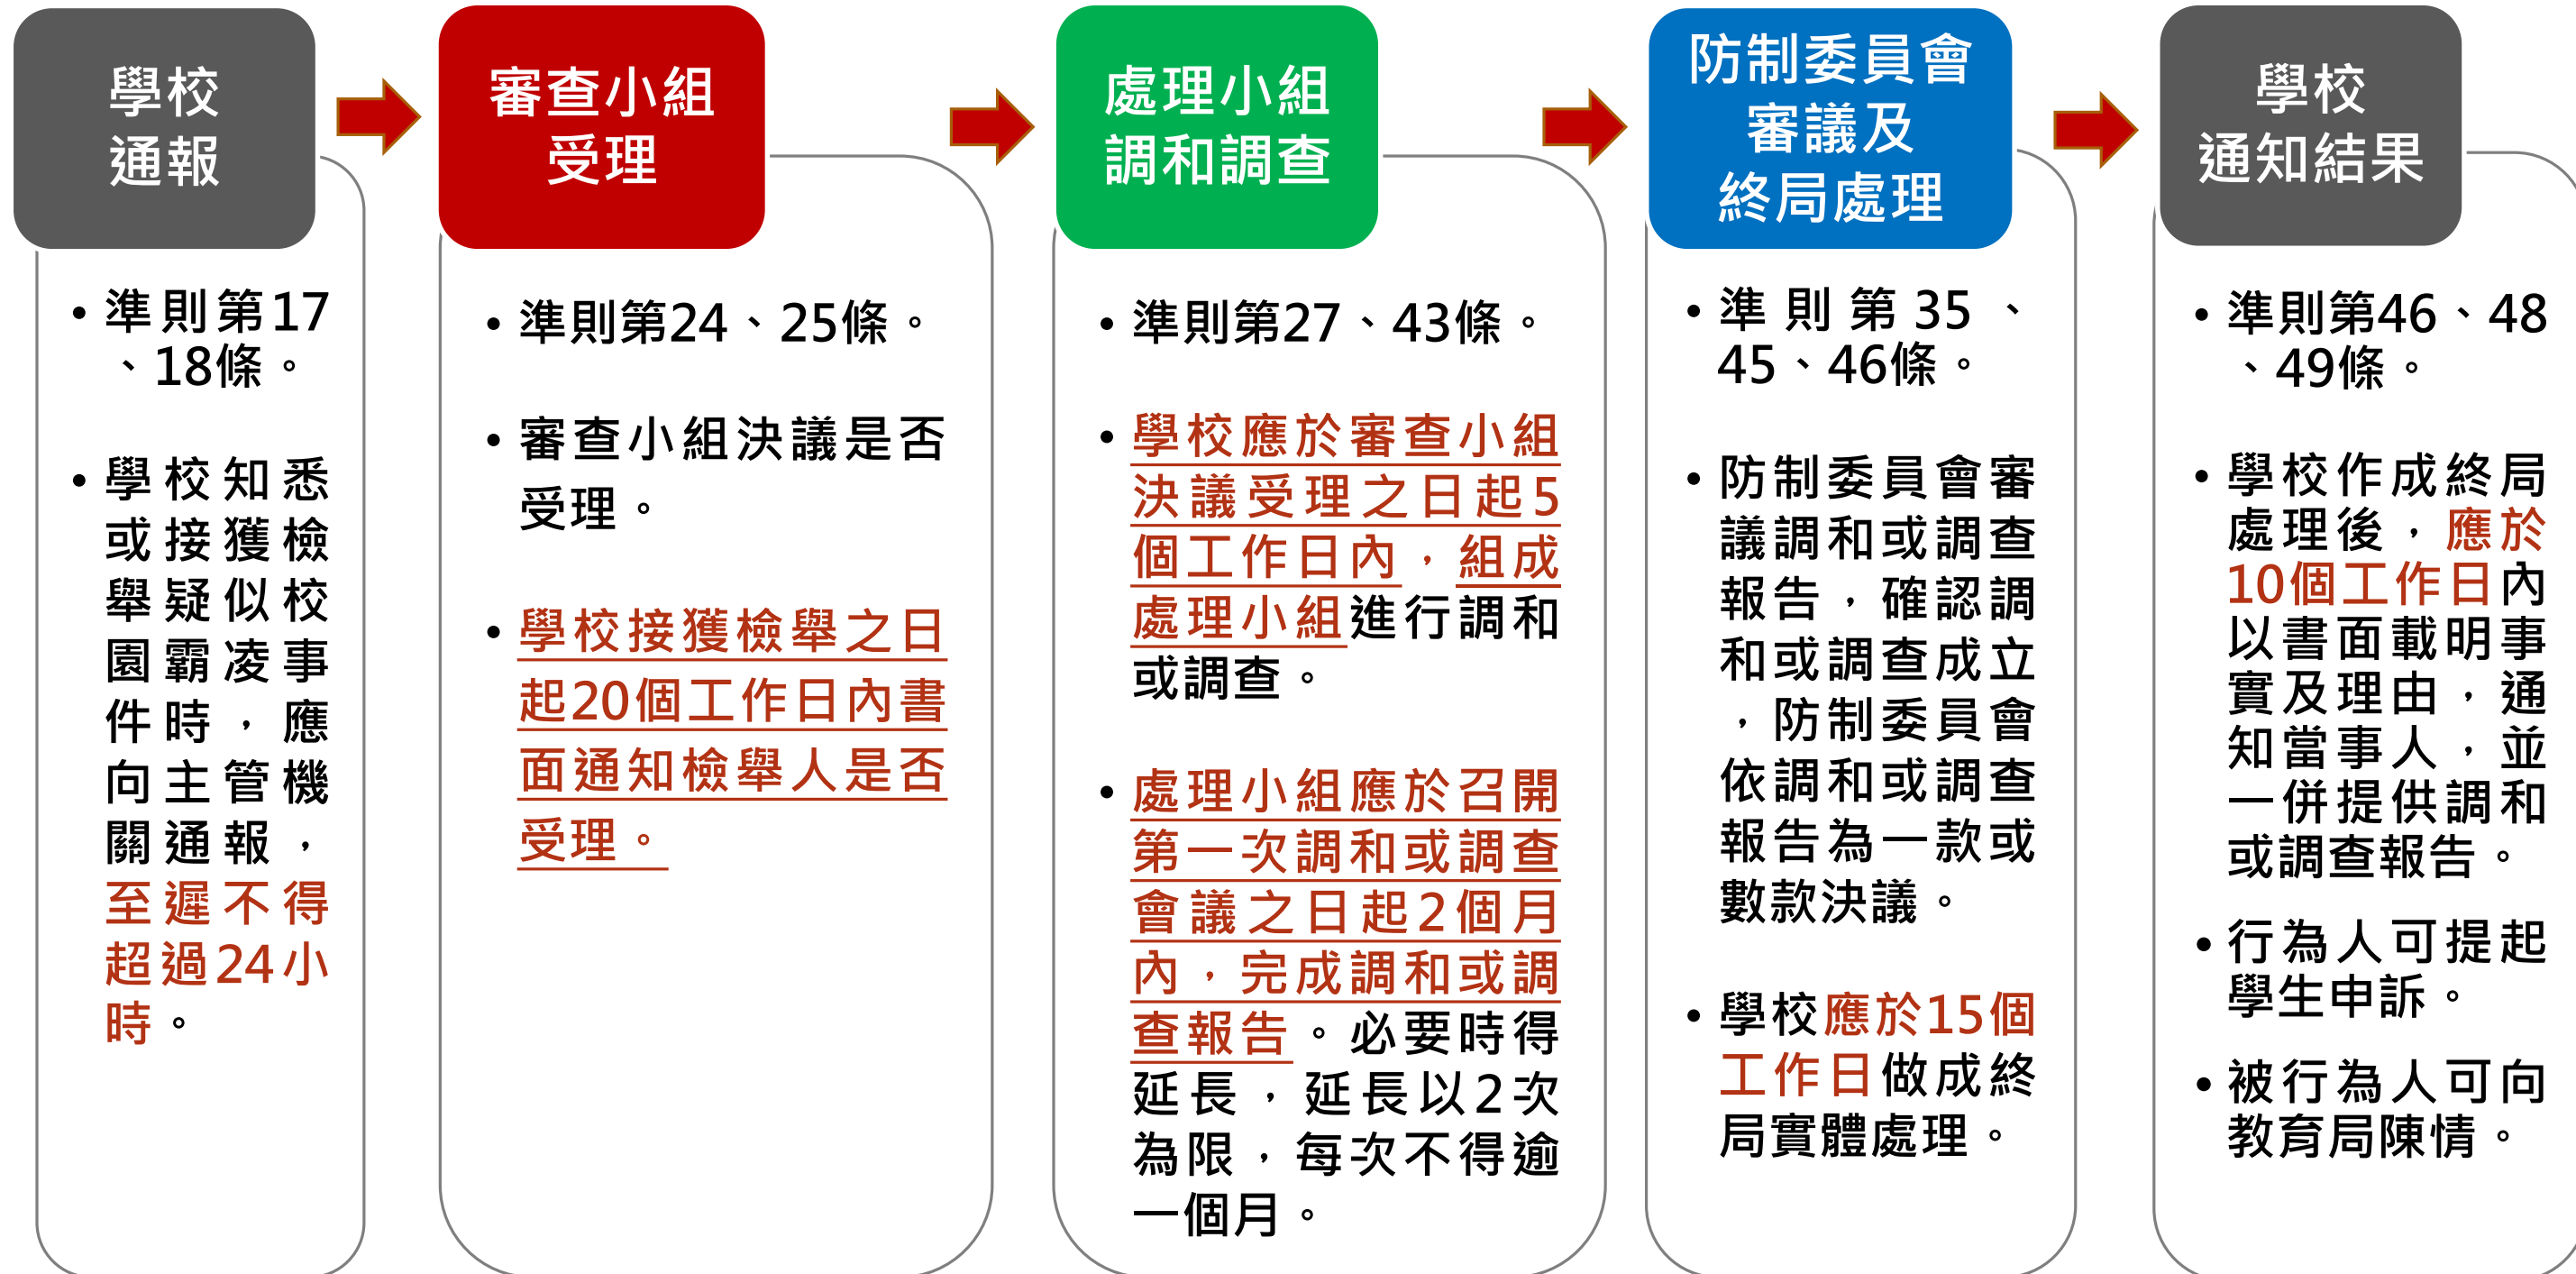 學校
通報
• 準則第17
、18條。
• 學校知悉
或接獲檢
舉疑似校
園霸凌事
件時,應
向主管機
關通報,
至遲不得
超過24小
時。
審查小組
受理
• 準則第24、25條。
• 審查小組決議是否
受理。
• 學校接獲檢舉之日
起20個工作日內書
面通知檢舉人是否
受理。
處理小組
調和調查
• 準則第27、43條。
• 學校應於審查小組
決議受理之日起5
個工作日內,組成
處理小組進行調和
或調查。
• 處理小組應於召開
第一次調和或調查
會議之日起2個月
內,完成調和或調
查報告。必要時得
延長,延長以2次
為限,每次不得逾
一個月。
防制委員會
審議及
終局處理
• 準則第35、
45、46條。
• 防制委員會審
議調和或調查
報告,確認調
和或調查成立
,防制委員會
依調和或調查
報告為一款或
數款決議。
• 學校應於15個
工作日做成終
局實體處理。
學校
通知結果
• 準則第46、48
、49條。
• 學校作成終局
處理後,應於
10個工作日內
以書面載明事
實及理由,通
知當事人,並
一併提供調和
或調查報告。
• 行為人可提起
學生申訴。
• 被行為人可向
教育局陳情。